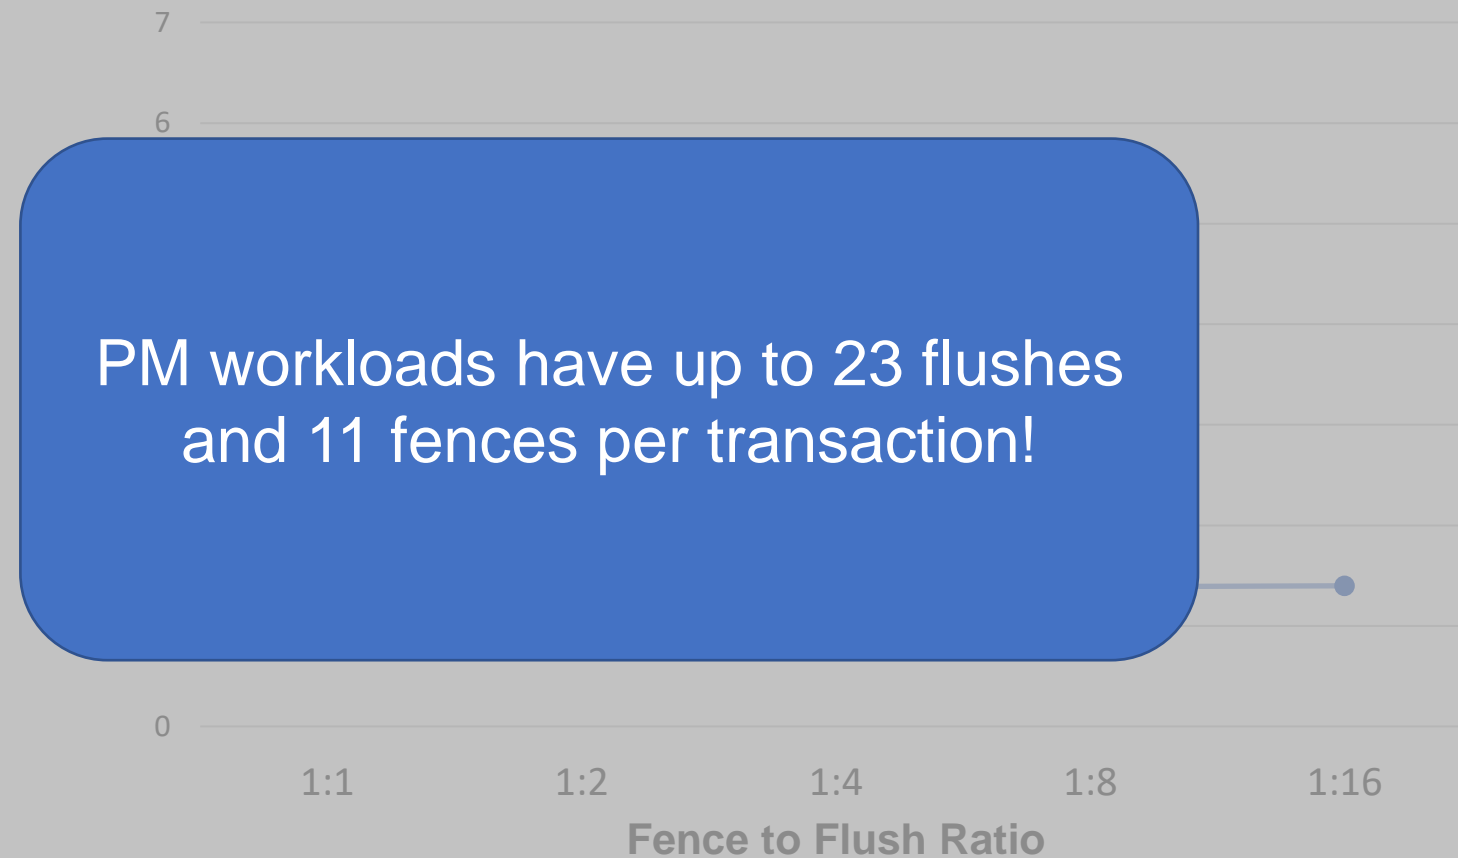 7
6
PM workloads have up to 23 flushes
and 11 fences per transaction!
0
1:1 1:2 1:4 1:8 1:16
Fence to Flush Ratio